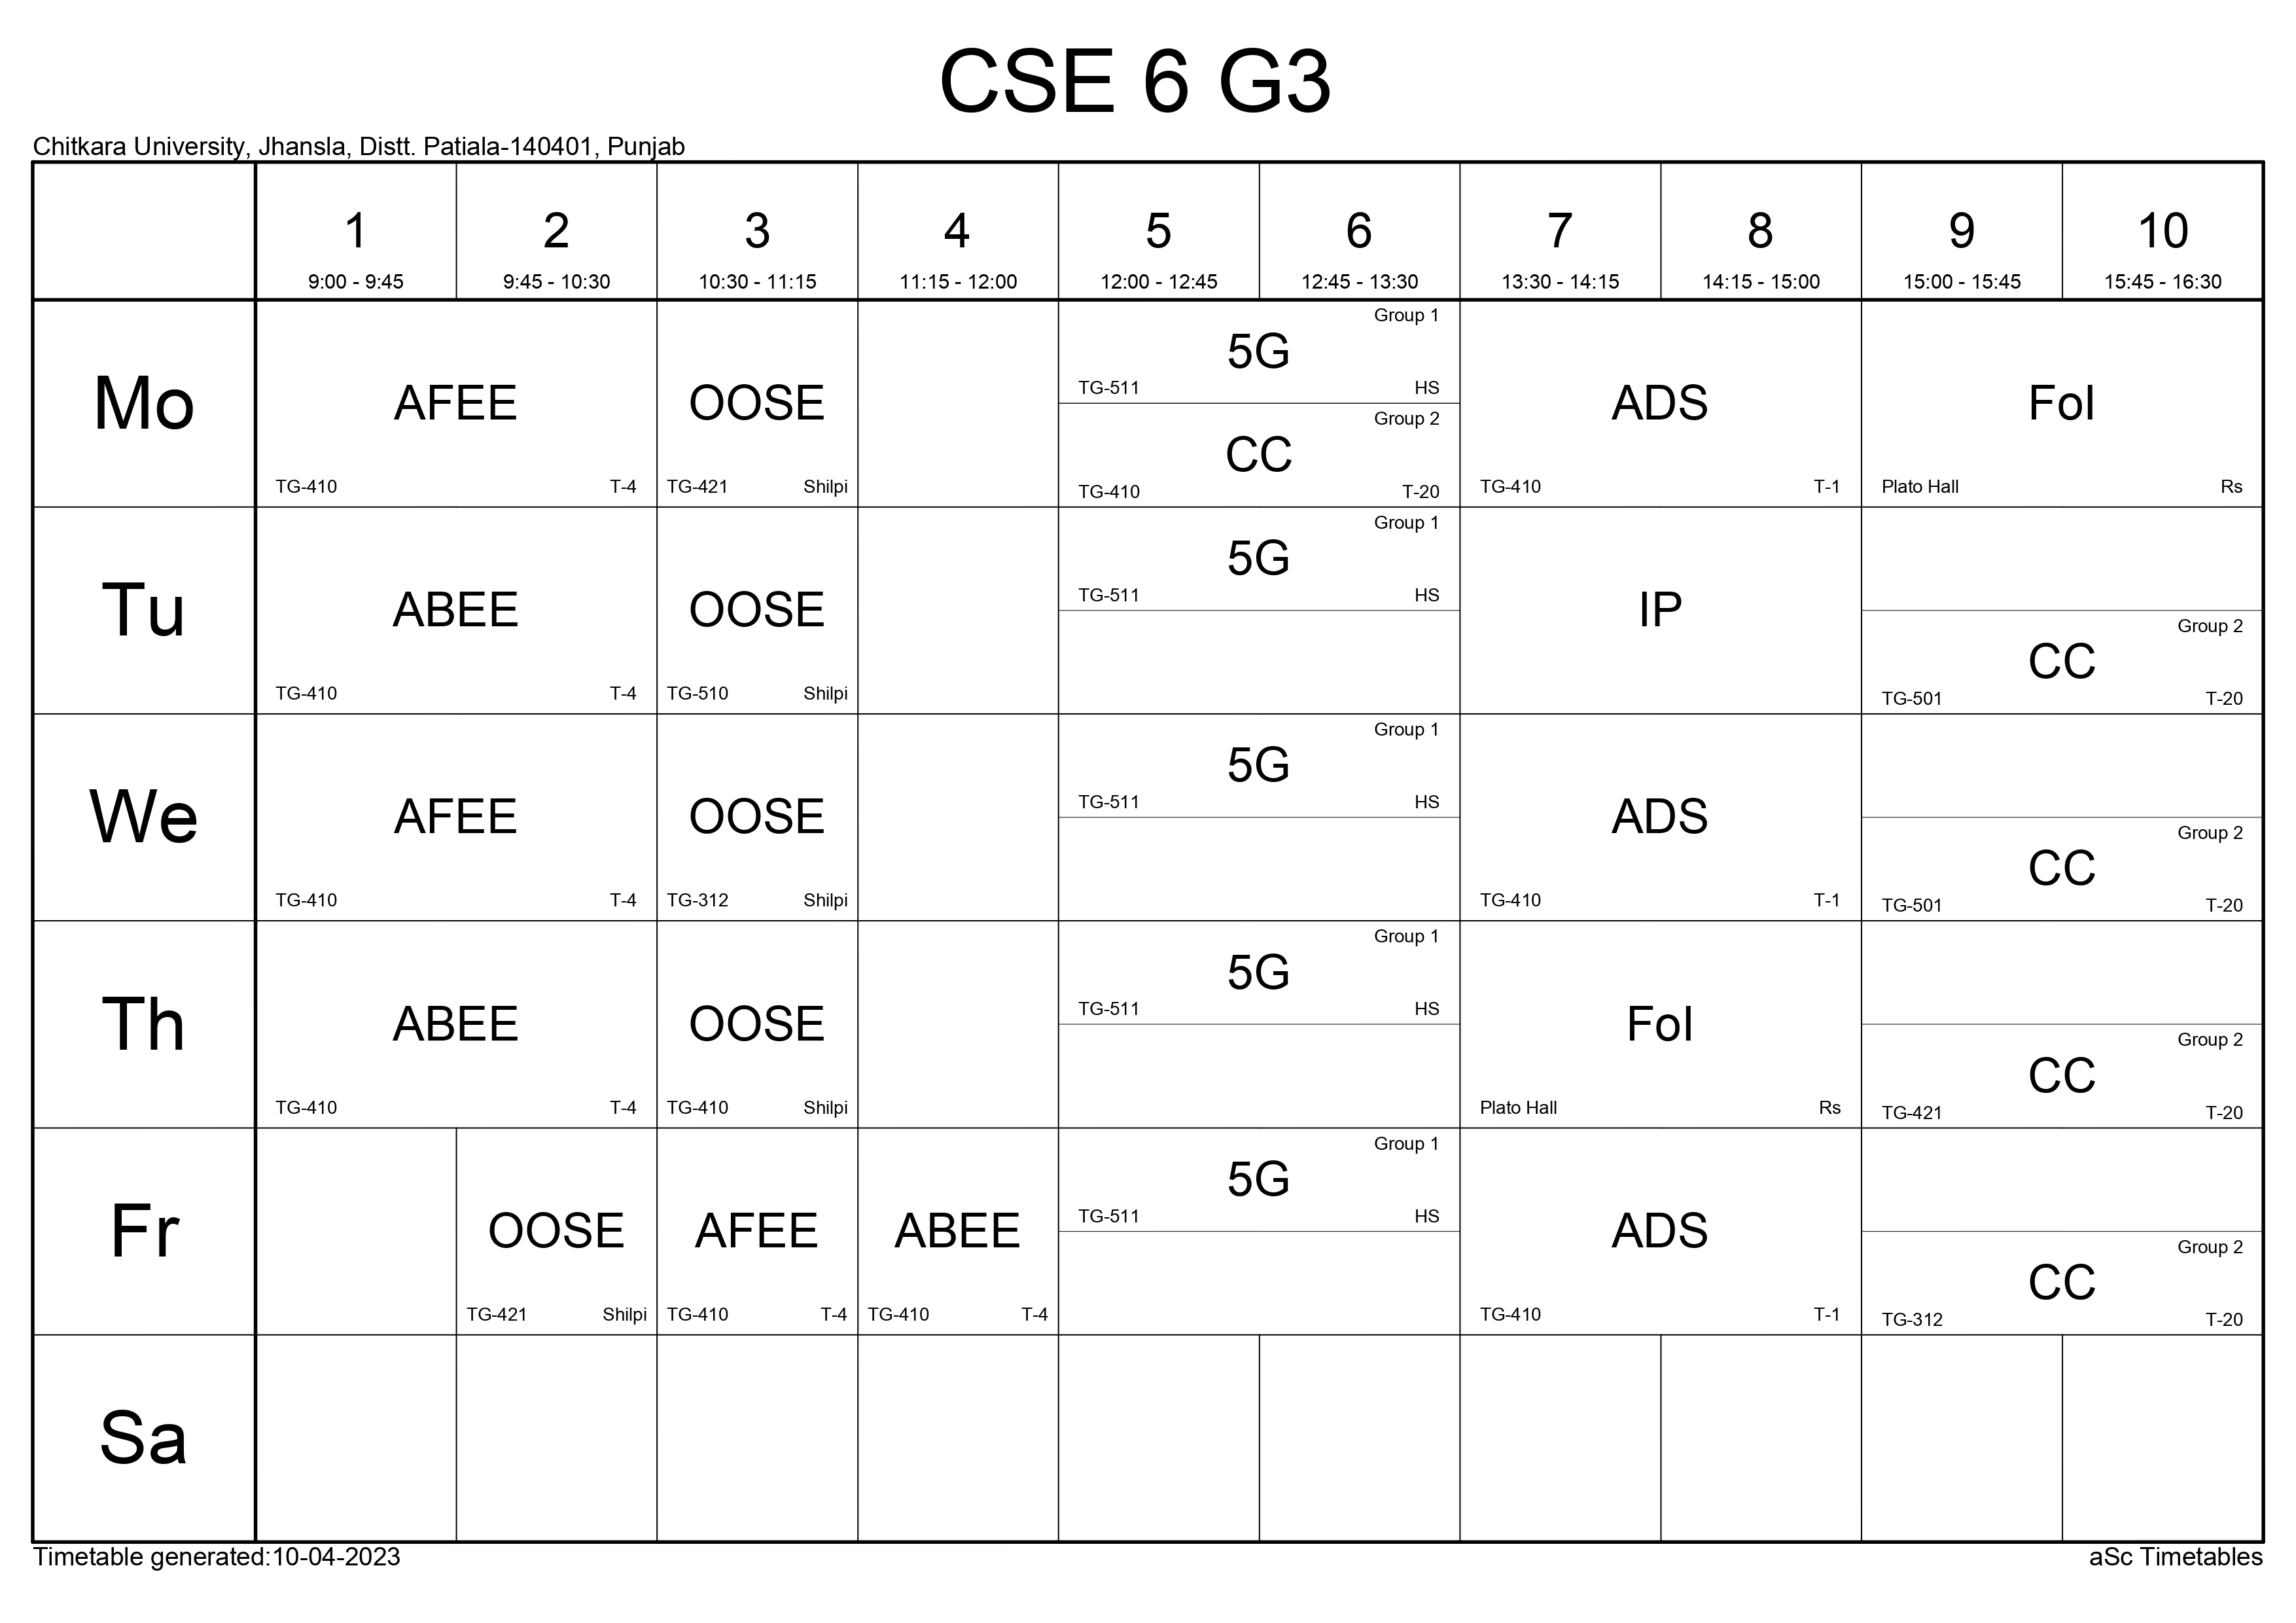 CSE 6 G3
Chitkara University, Jhansla, Distt. Patiala-140401, Punjab
1 2 3 4 5 6 7 8 9 10
9:00 - 9:45 9:45 - 10:30 10:30 - 11:15 11:15 - 12:00 12:00 - 12:45 12:45 - 13:30 13:30 - 14:15 14:15 - 15:00 15:00 - 15:45 15:45 - 16:30
Mo
AFEE
TG-410 T-4
OOSE
TG-421 Shilpi
Group 1
5G
TG-511 HS
Group 2
CC
TG-410 T-20
ADS
TG-410 T-1
FoI
Plato Hall Rs
Tu
ABEE
TG-410 T-4
OOSE
TG-510 Shilpi
Group 1
5G
TG-511 HS
IP
Group 2
CC
TG-501 T-20
We
AFEE
TG-410 T-4
OOSE
TG-312 Shilpi
Group 1
5G
TG-511 HS
ADS
TG-410 T-1
Group 2
CC
TG-501 T-20
Th
ABEE
TG-410 T-4
OOSE
TG-410 Shilpi
Group 1
5G
TG-511 HS
FoI
Plato Hall Rs
Group 2
CC
TG-421 T-20
Fr
OOSE
TG-421 Shilpi
AFEE
TG-410 T-4
ABEE
TG-410 T-4
Group 1
5G
TG-511 HS
ADS
TG-410 T-1
Group 2
CC
TG-312 T-20
Sa
Timetable generated:10-04-2023
aSc Timetables